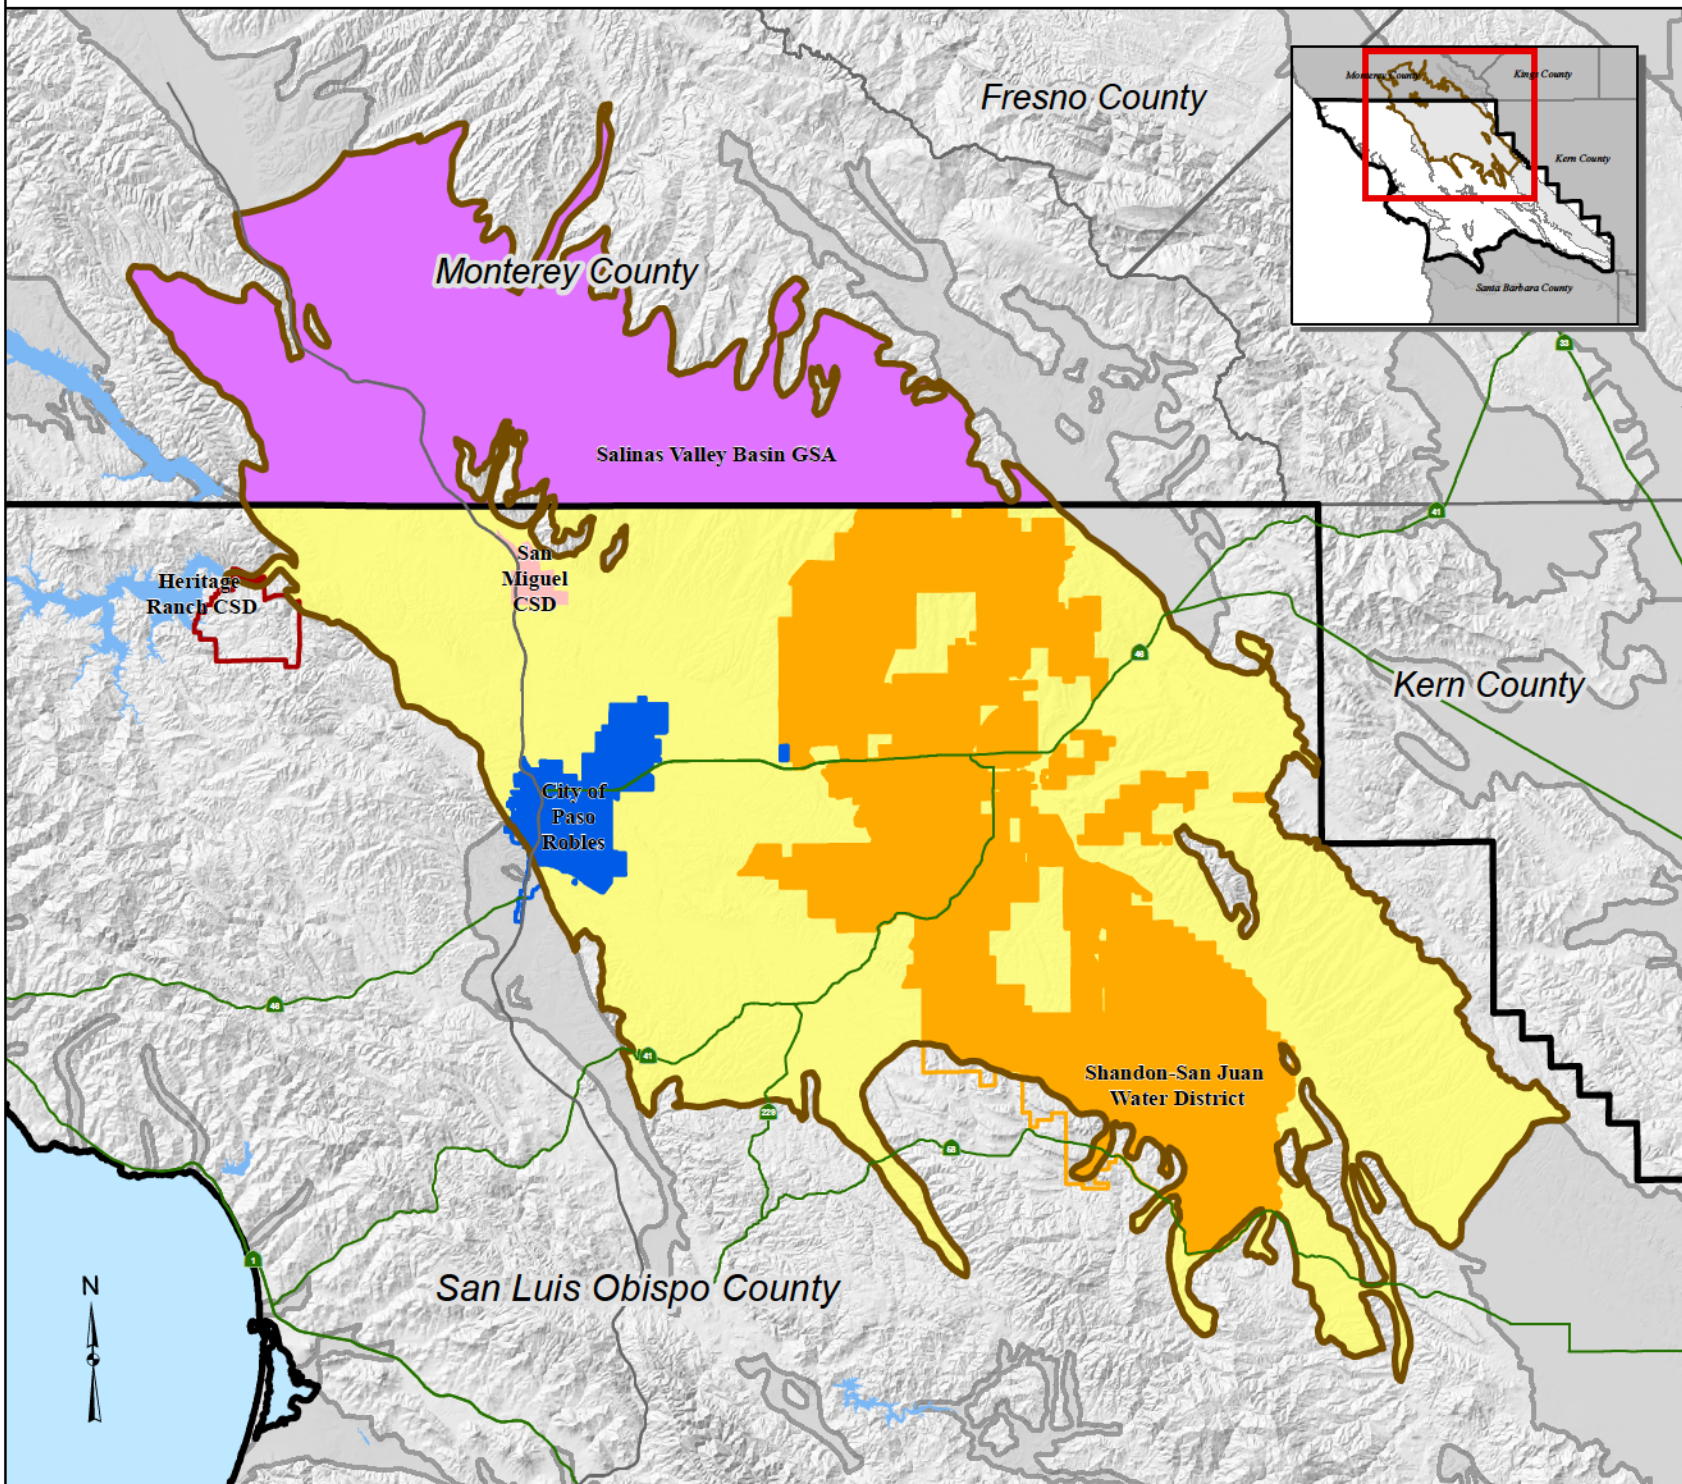 Fresno County
Monterey County
Kings County
Kern County
Santa Barbara County
Monterey County
33
Salinas Valley Basin GSA
41
San
Miguel
CSD
Heritage
Ranch CSD
46
Kern County
City of
Paso
Robles
46
41
Shandon-San Juan
Water District
229
58
1
San Luis Obispo County
N